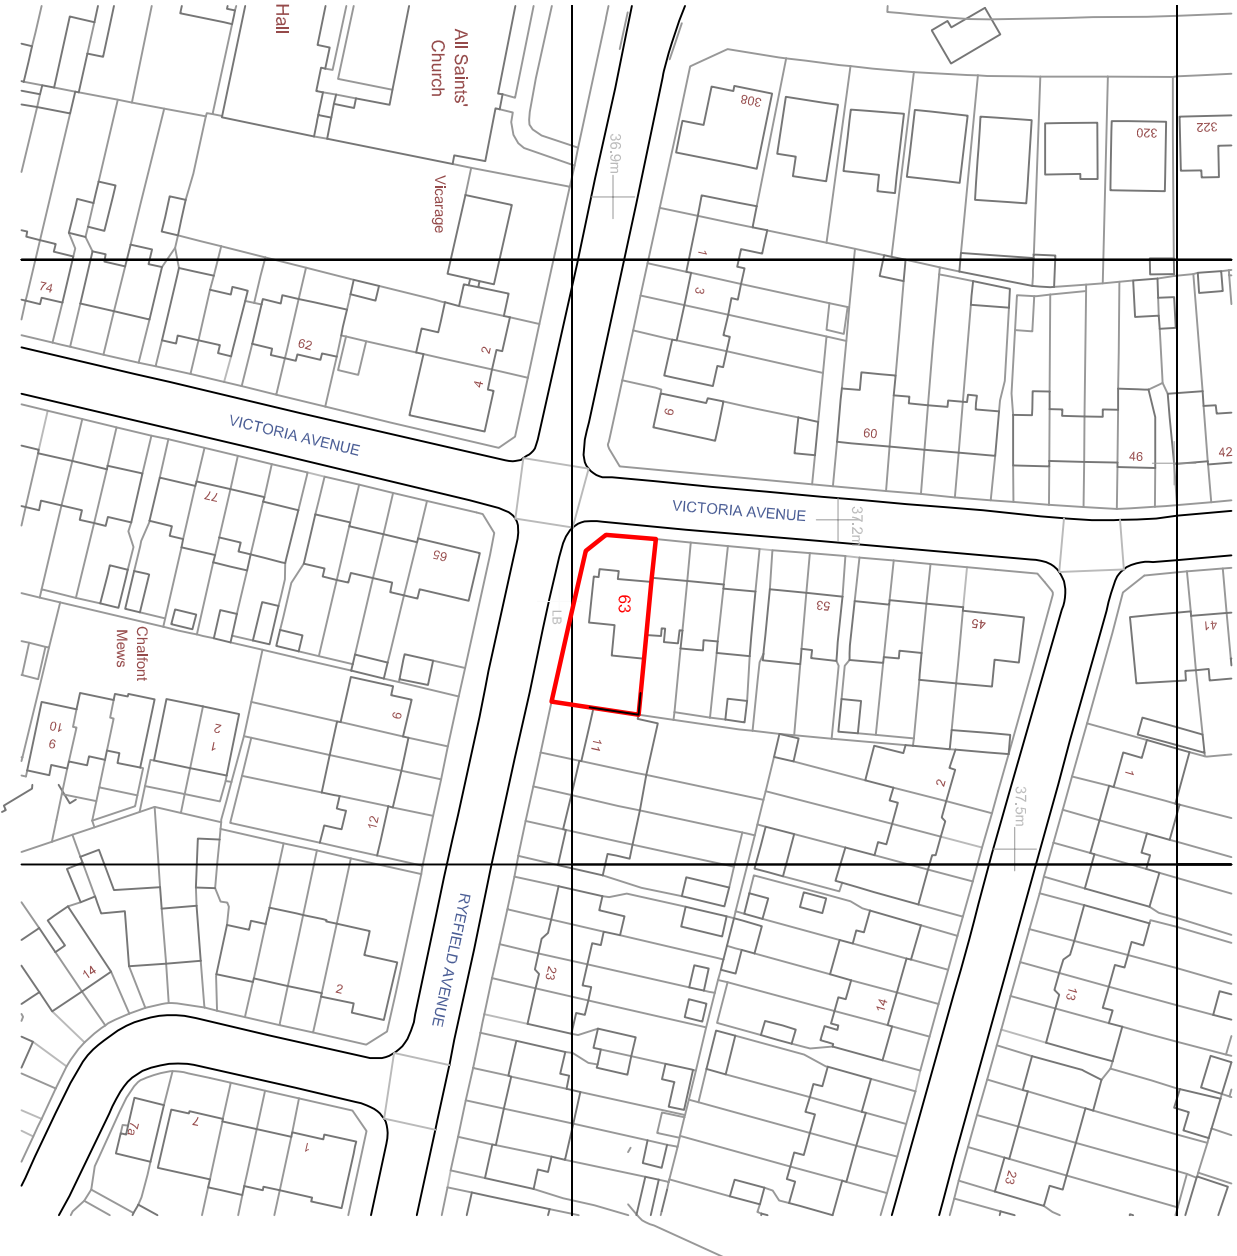 Hall
All Saints'
Church
308
320
322
36.9m
Vicarage
1
3
74
62
2
4
9
60
46
42
VICTORIA AVENUE
VICTORIA AVENUE
37.2m
77
65
63
53
45
41
LB
Chalfont
Mews
10
9
2
1
9
11
12
2
1
37.5m
RYEFIELD AVENUE
14
2
23
14
13
7a
7
1
23